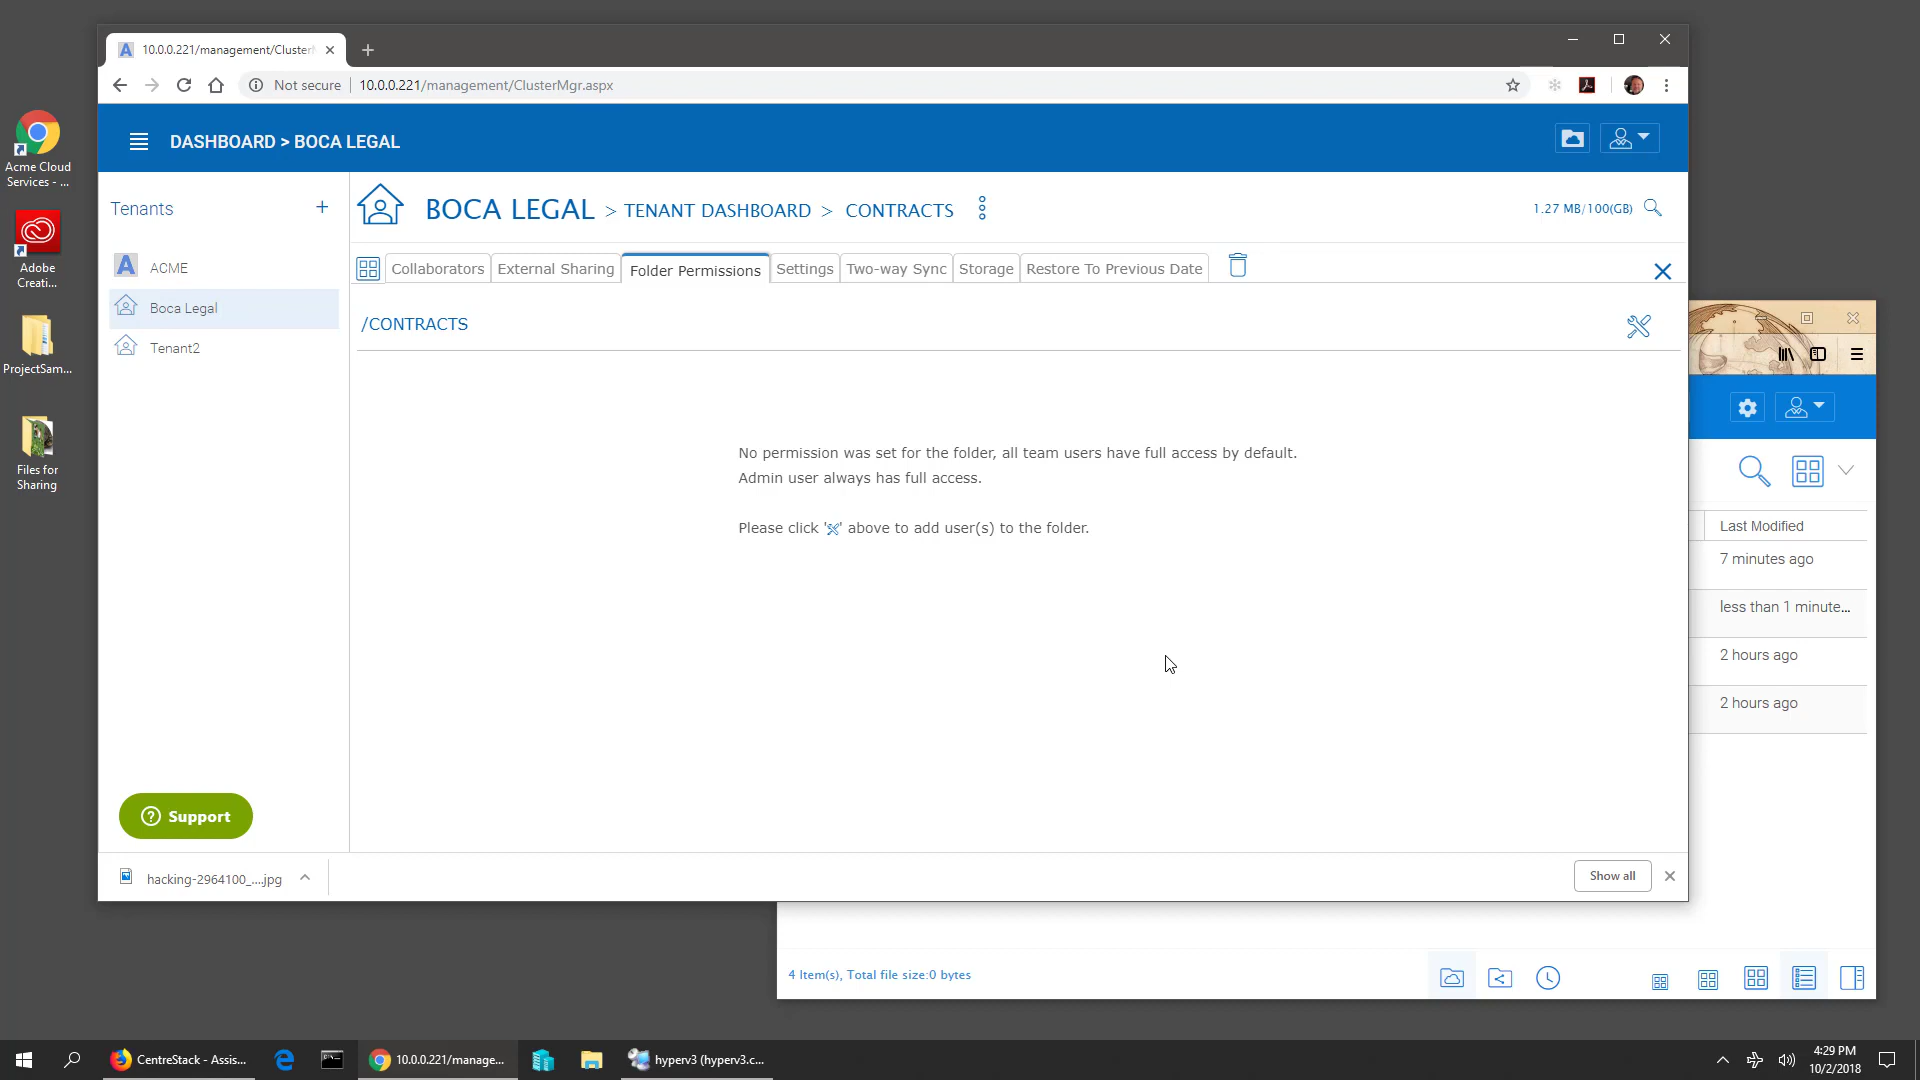 10.0.0.221/management/Cluster
Not secure
10.0.0.221/management/ClusterMgr.aspx
DASHBOARD > BOCA LEGAL
Tenants
+
BOCA LEGAL > TENANT DASHBOARD > CONTRACTS
1.27 MB/100(GB)
ACME
Boca Legal
Tenant2
Collaborators
External Sharing
Folder Permissions
Settings
Two-way Sync
Storage
Restore To Previous Date
/CONTRACTS
No permission was set for the folder, all team users have full access by default.
Admin user always has full access.
Please click '' above to add user(s) to the folder.
Support
hacking-2964100_....jpg
Show all
Acme Cloud
Services - ...
Adobe
Creati...
ProjectSam...
Files for
Sharing
Last Modified
7 minutes ago
less than 1 minute...
2 hours ago
2 hours ago
4 Item(s), Total file size:0 bytes
CentreStack - Assis...
10.0.0.221/manage...
hyperv3 (hyperv3.c...
4:29 PM
10/2/2018